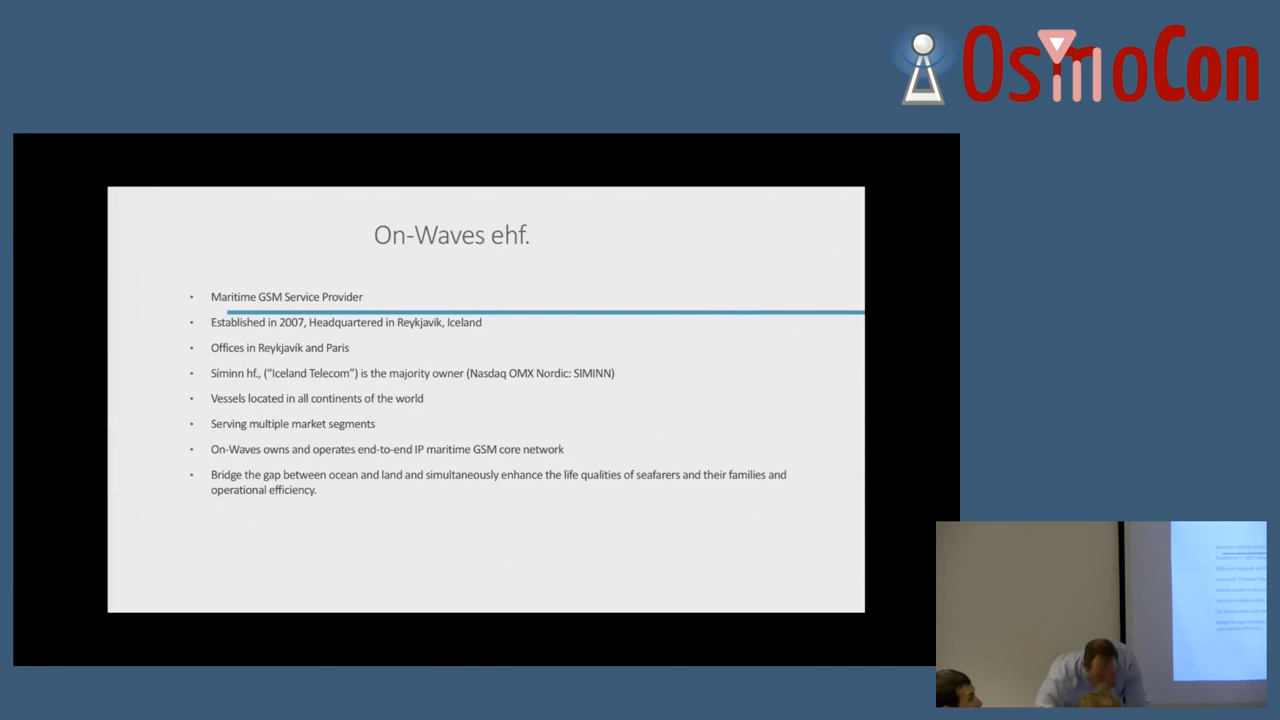 OsmoCon
On-Waves ehf.
• Maritime GSM Service Provider
• Established in 2007, Headquartered in Reykjavik, Iceland
• Offices in Reykjavík and Paris
• Síminn hf., (“Iceland Telecom”) is the majority owner (Nasdaq OMX Nordic: SIMINN)
• Vessels located in all continents of the world
• Serving multiple market segments
• On-Waves owns and operates end-to-end IP maritime GSM core network
• Bridge the gap between ocean and land and simultaneously enhance the life qualities of seafarers and their families and
operational efficiency.